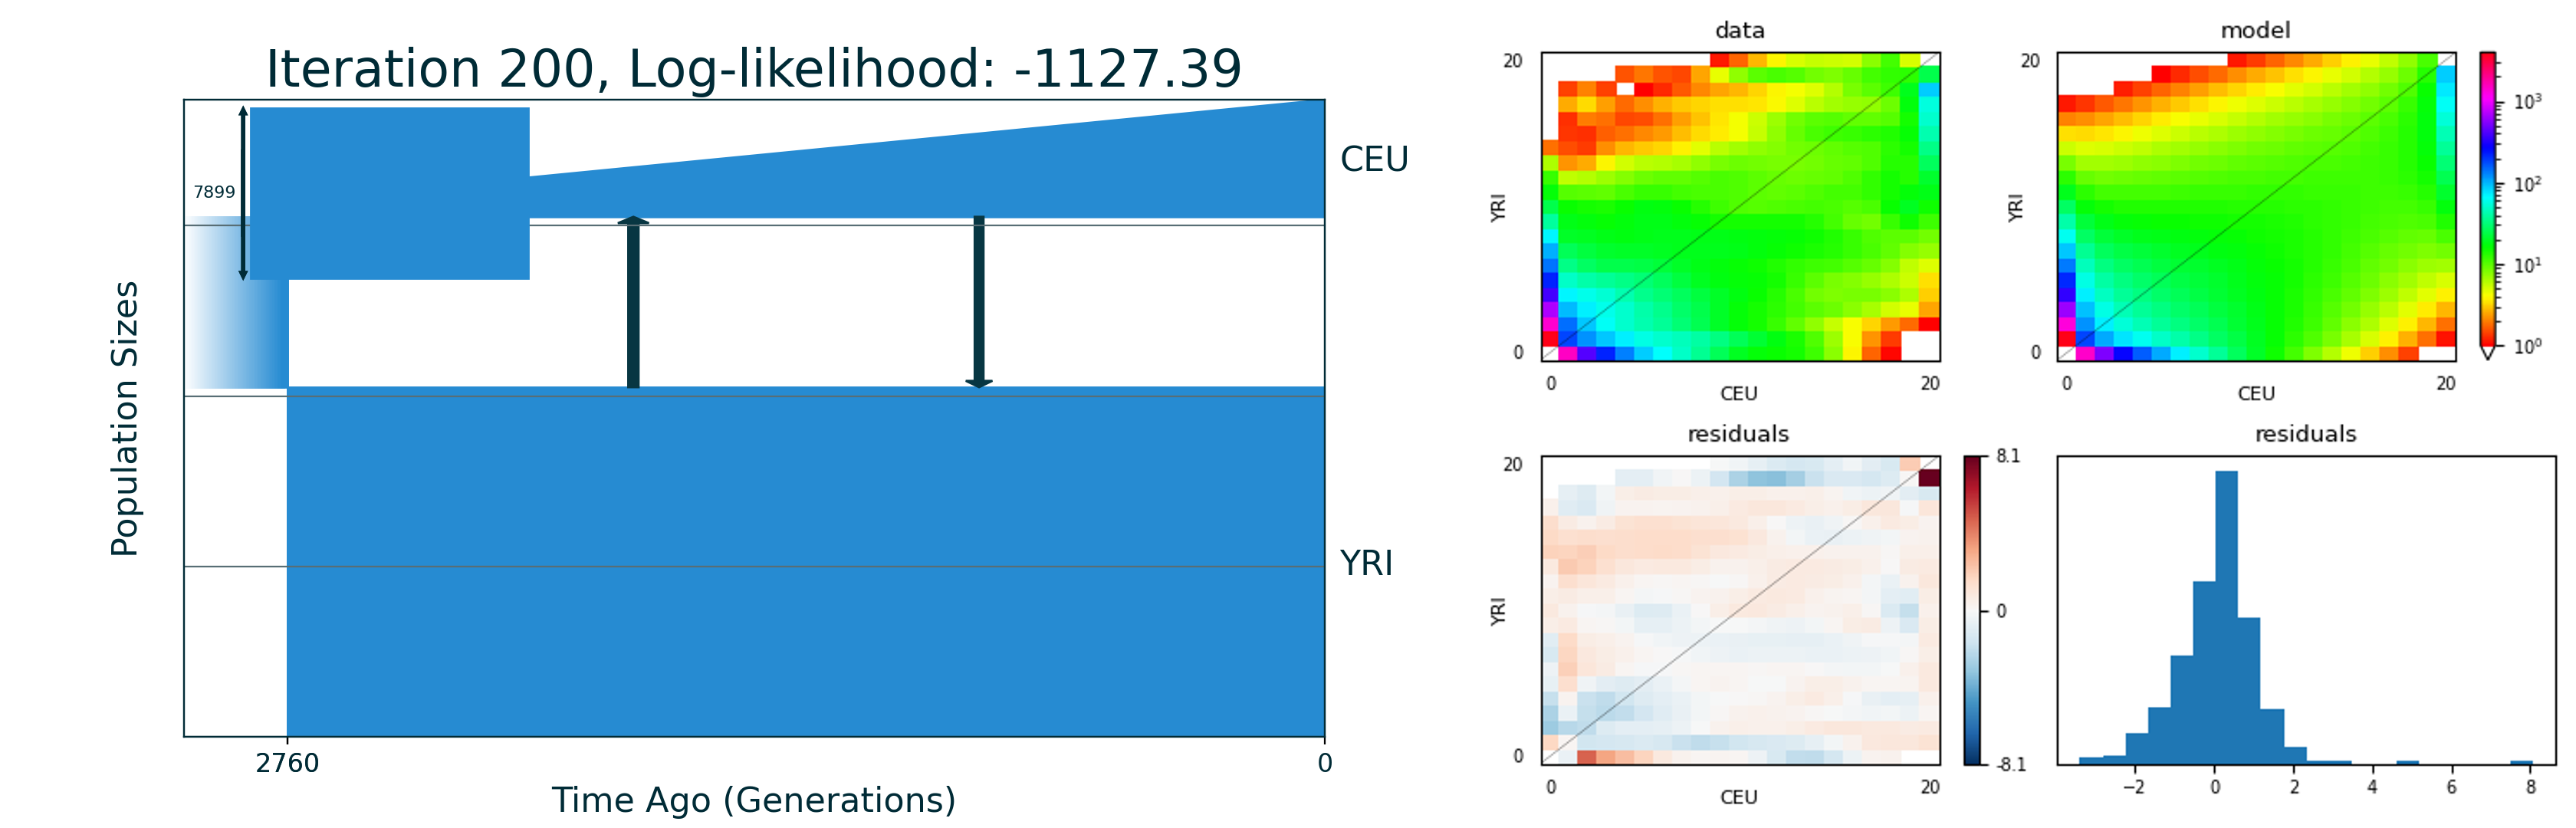 Iteration 200, Log-likelihood: -1127.39
7899
CEU
YRI
Population Sizes
2760
0
Time Ago (Generations)
data
20
YRI
0
0
20
CEU
model
20
YRI
0
0
20
CEU
10³
10²
10¹
10⁰
residuals
20
YRI
0
0
20
CEU
8.1
0
-8.1
residuals
−2
0
2
4
6
8